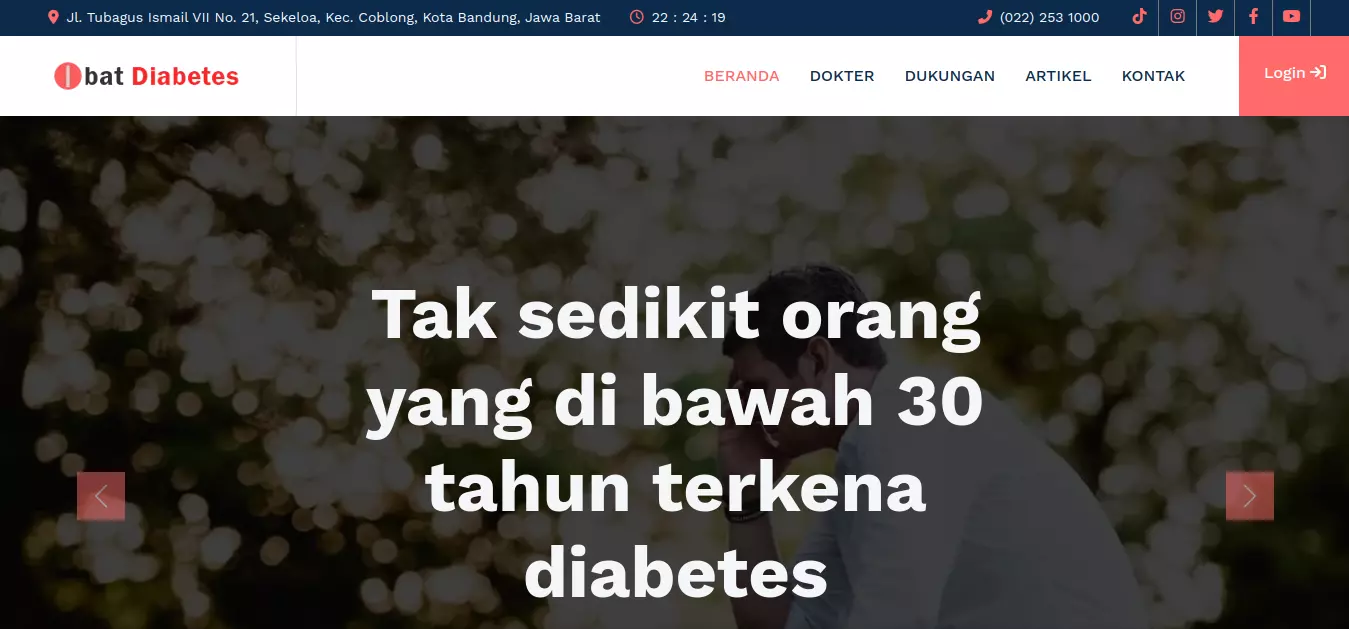 Jl. Tubagus Ismail VII No. 21, Sekeloa, Kec. Coblong, Kota Bandung, Jawa Barat 22 : 24 : 19 (022) 253 1000
bat Diabetes BERANDA DOKTER DUKUNGAN ARTIKEL KONTAK Login
Tak sedikit orang
yang di bawah 30
tahun terkena
diabetes